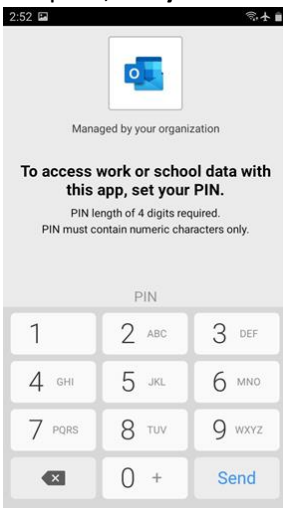 2:52
Managed by your organization
To access work or school data with
this app, set your PIN.
PIN length of 4 digits required.
PIN must contain numeric characters only.
PIN
1 2 ABC 3 DEF
4 GHI 5 JKL 6 MNO
7 PQRS 8 TUV 9 WXYZ
0 + Send